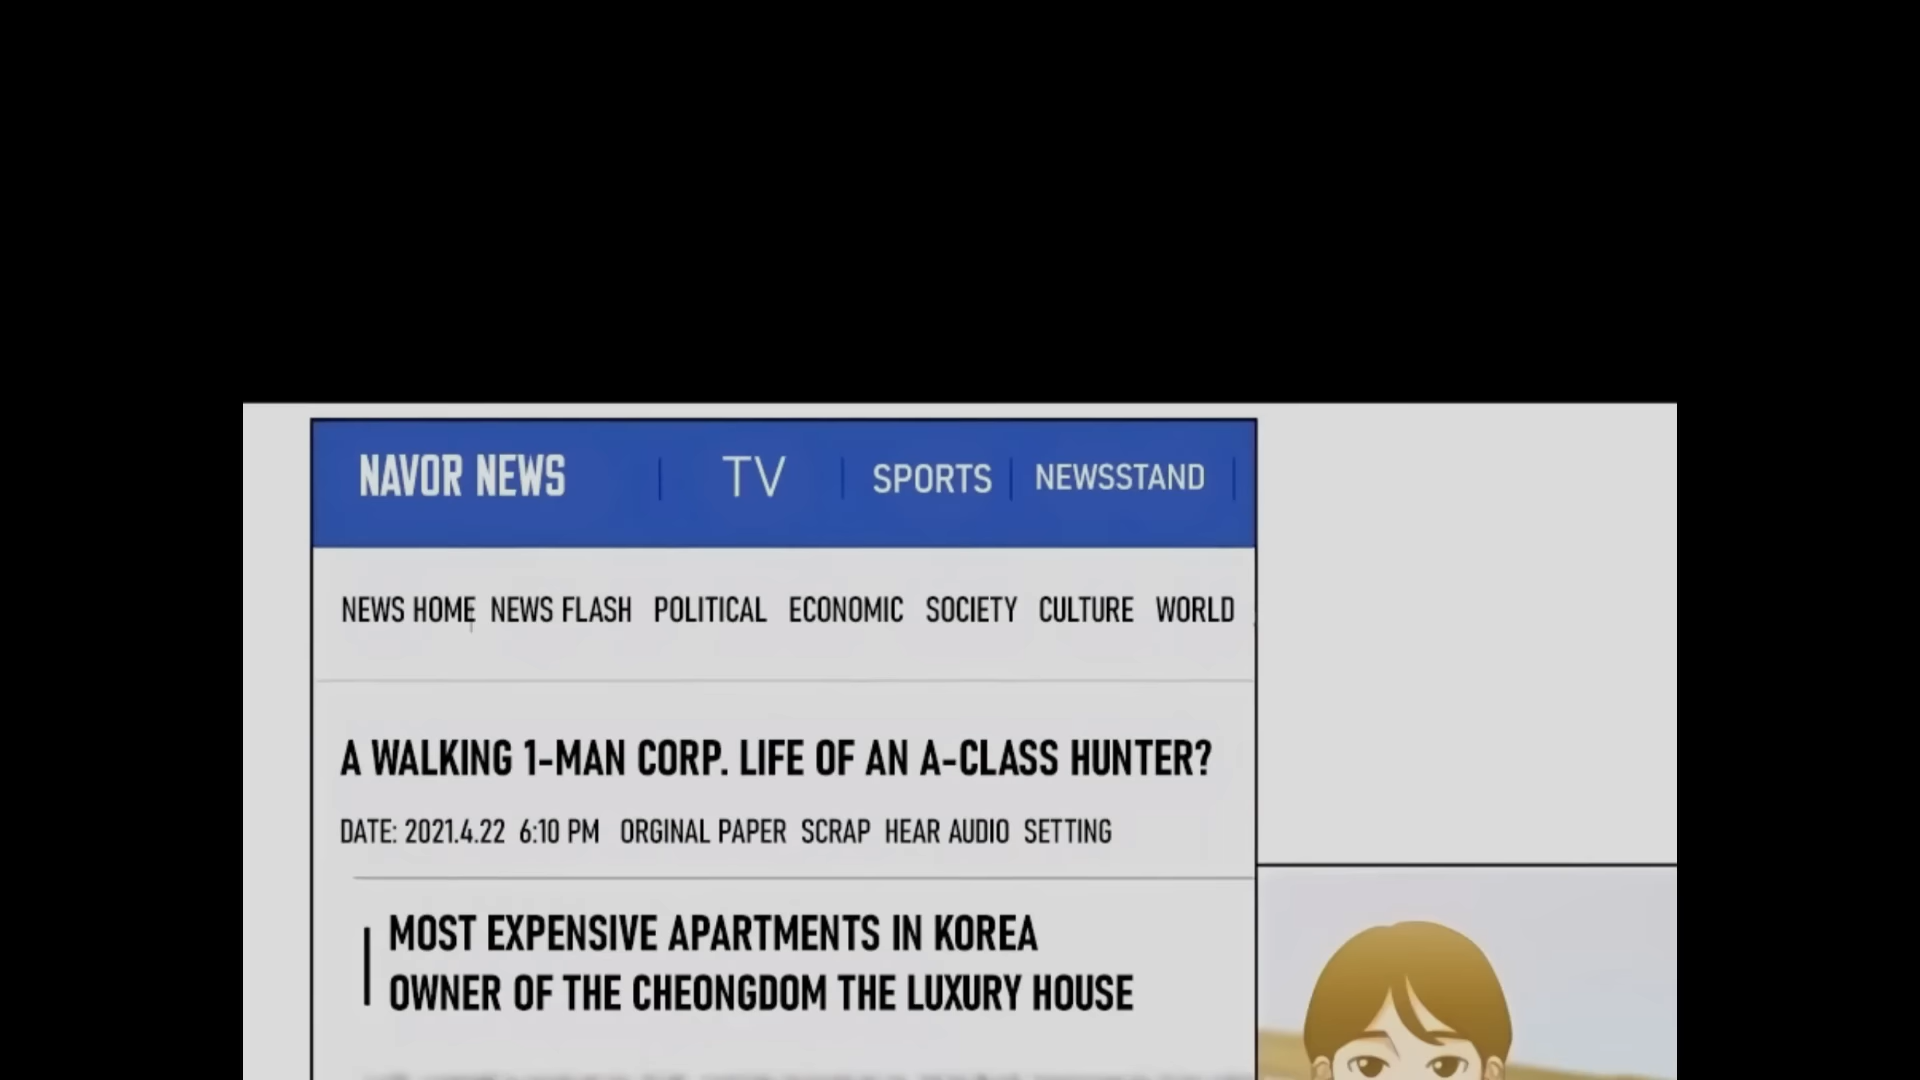 NAVOR NEWS TV SPORTS NEWSSTAND
NEWS HOME NEWS FLASH POLITICAL ECONOMIC SOCIETY CULTURE WORLD
A WALKING 1-MAN CORP. LIFE OF AN A-CLASS HUNTER?
DATE: 2021.4.22 6:10 PM ORGINAL PAPER SCRAP HEAR AUDIO SETTING
MOST EXPENSIVE APARTMENTS IN KOREA
OWNER OF THE CHEONGDOM THE LUXURY HOUSE